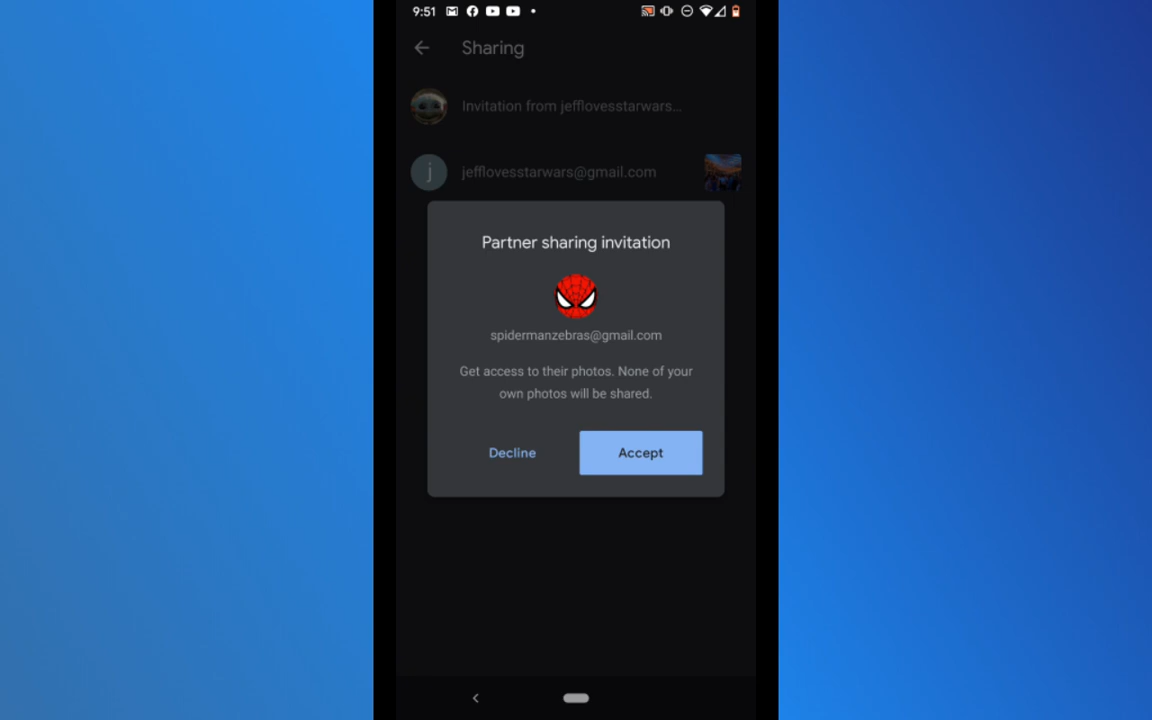 9:51
Sharing
Invitation from jefflovesstarwars...
j
jefflovesstarwars@gmail.com
Partner sharing invitation
spidermanzebras@gmail.com
Get access to their photos. None of your
own photos will be shared.
Decline
Accept